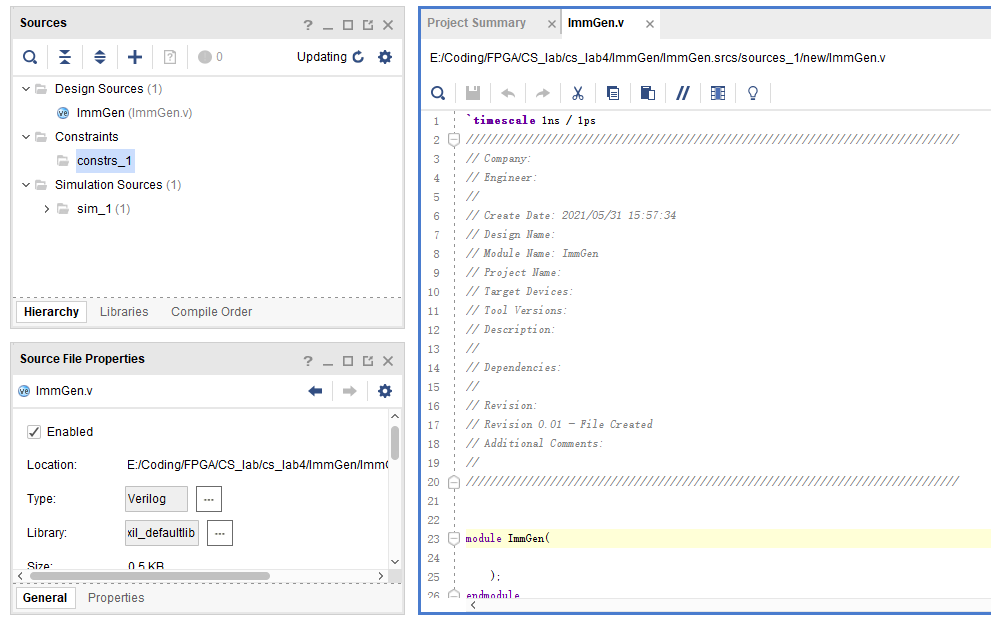 Sources
? _
0
Updating
Design Sources (1)
ImmGen (ImmGen.v)
Constraints
constrs_1
Simulation Sources (1)
sim_1 (1)
Hierarchy Libraries Compile Order
Source File Properties
? _
ImmGen.v
Enabled
Location: E:/Coding/FPGA/CS_lab/cs_lab4/ImmGen/ImmG
Type: Verilog ...
Library: xil_defaultlib ...
Size: 0.5 KB
General Properties
Project Summary × ImmGen.v ×
E:/Coding/FPGA/CS_lab/cs_lab4/ImmGen/ImmGen.srcs/sources_1/new/ImmGen.v
1 `timescale 1ns / 1ps
2 //////////////////////////////////////////////////////////////////////////////////
3 // Company:
4 // Engineer:
5 //
6 // Create Date: 2021/05/31 15:57:34
7 // Design Name:
8 // Module Name: ImmGen
9 // Project Name:
10 // Target Devices:
11 // Tool Versions:
12 // Description:
13 //
14 // Dependencies:
15 //
16 // Revision:
17 // Revision 0.01 - File Created
18 // Additional Comments:
19 //
20 //////////////////////////////////////////////////////////////////////////////////
21
22
23 module ImmGen(
24
25 );
26 endmodule